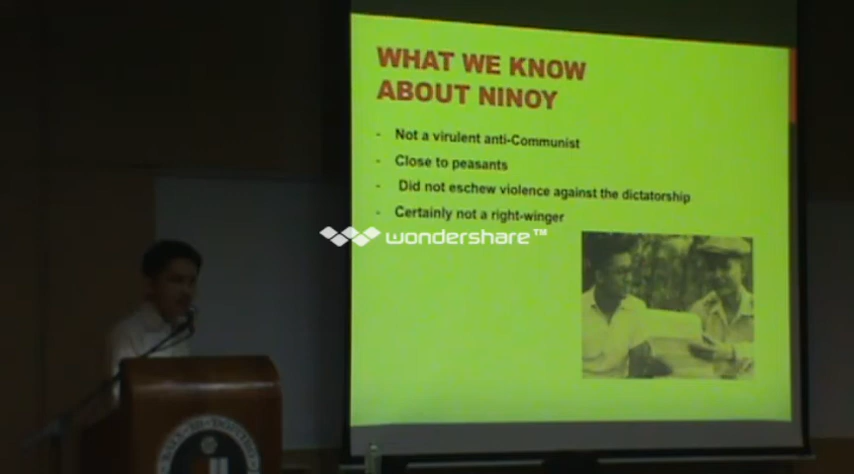 WHAT WE KNOW
ABOUT NINOY
- Not a virulent anti-Communist
- Close to peasants
- Did not eschew violence against the dictatorship
- Certainly not a right-winger
wondershare™